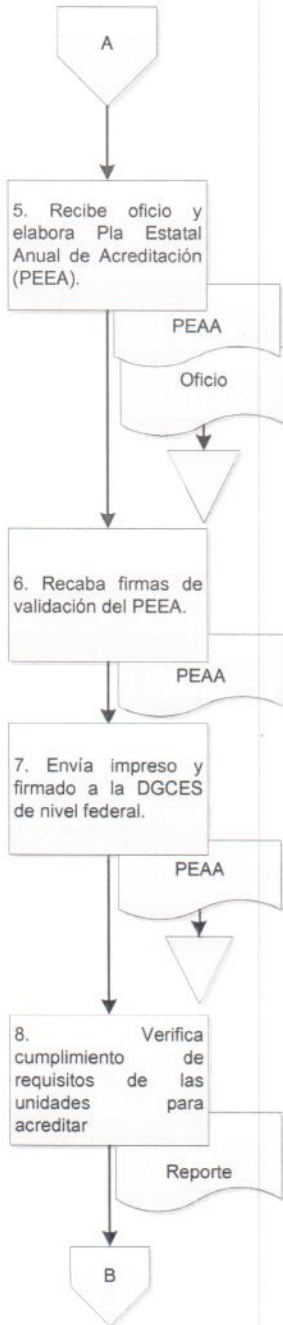 A
5. Recibe oficio y
elabora Pla Estatal
Anual de Acreditación
(PEEA).
PEAA
Oficio
6. Recaba firmas de
validación del PEEA.
PEAA
7. Envía impreso y
firmado a la DGCES
de nivel federal.
PEAA
8. Verifica
cumplimiento de
requisitos de las
unidades para
acreditar
Reporte
B